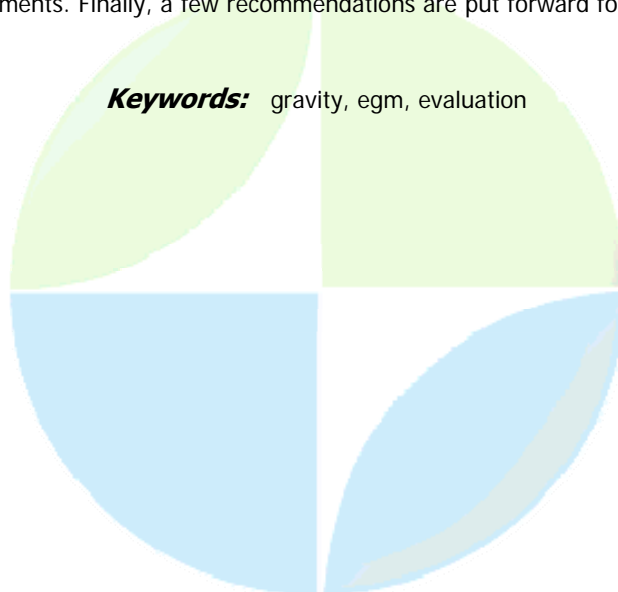 ments. Finally, a few recommendations are put forward fo
Keywords: gravity, egm, evaluation